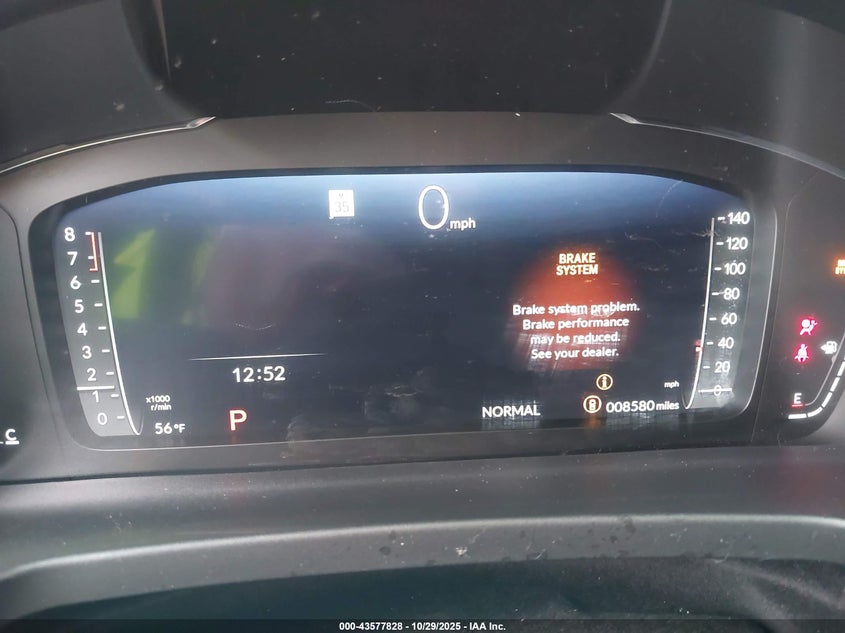 35
0 mph
8
7
6
5
4
3
2
1
0
x1000
r/min
12:52
56 °F
P
BRAKE
SYSTEM
Brake system problem.
Brake performance
may be reduced.
See your dealer.
NORMAL
008580 miles
140
120
100
80
60
40
20
0
mph
E
C
000-43577828 - 10/29/2025 - IAA Inc.